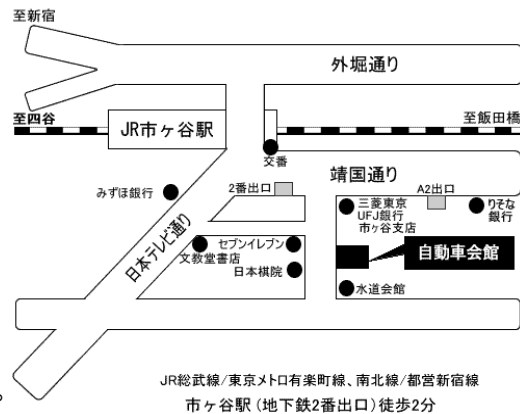 至新宿
外堀通り
至四谷
JR市ヶ谷駅
至飯田橋
交番
靖国通り
みずほ銀行
2番出口
A2出口
三菱東京
UFJ銀行
市ヶ谷支店
りそな
銀行
日本テレビ通り
セブンイレブン
文教堂書店
日本棋院
自動車会館
水道会館
JR総武線/東京メトロ有楽町線、南北線/都営新宿線
市ヶ谷駅(地下鉄2番出口)徒歩2分